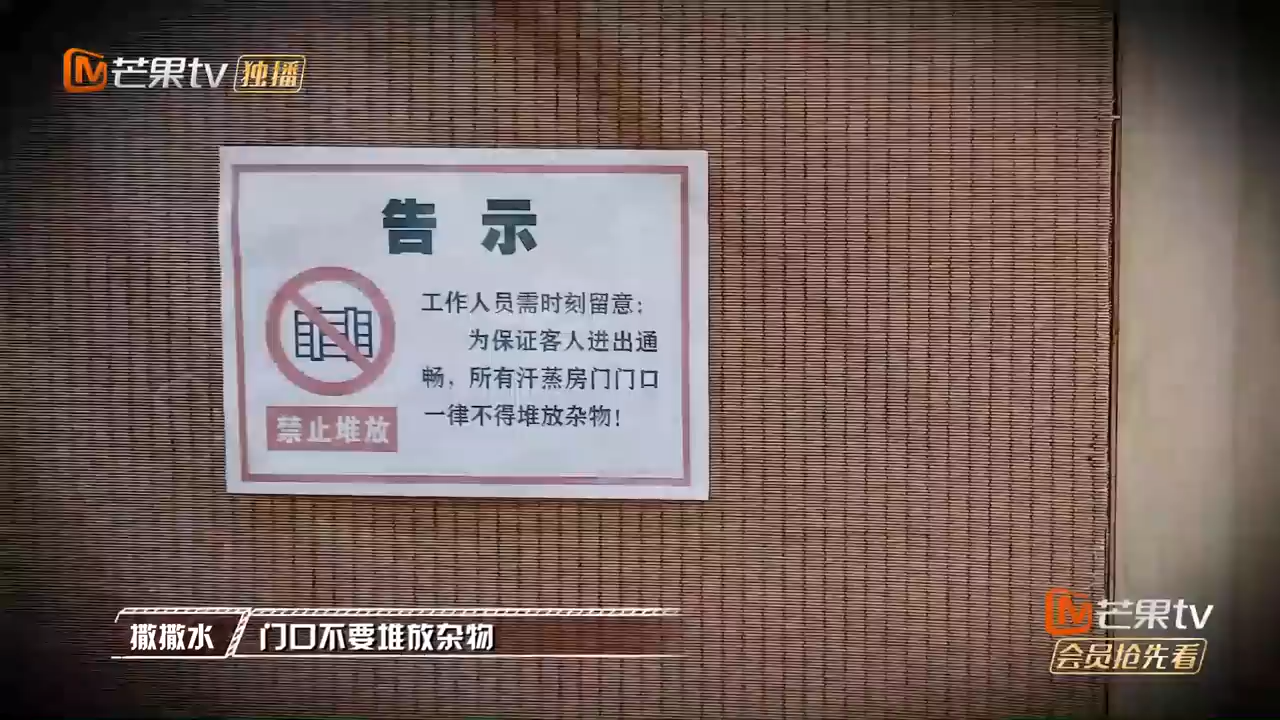 芒果tv 独播
告示
工作人员需时刻留意：
为保证客人进出通
畅，所有汗蒸房门门口
一律不得堆放杂物！
禁止堆放
撒撒水 门口不要堆放杂物
芒果tv
会员抢先看